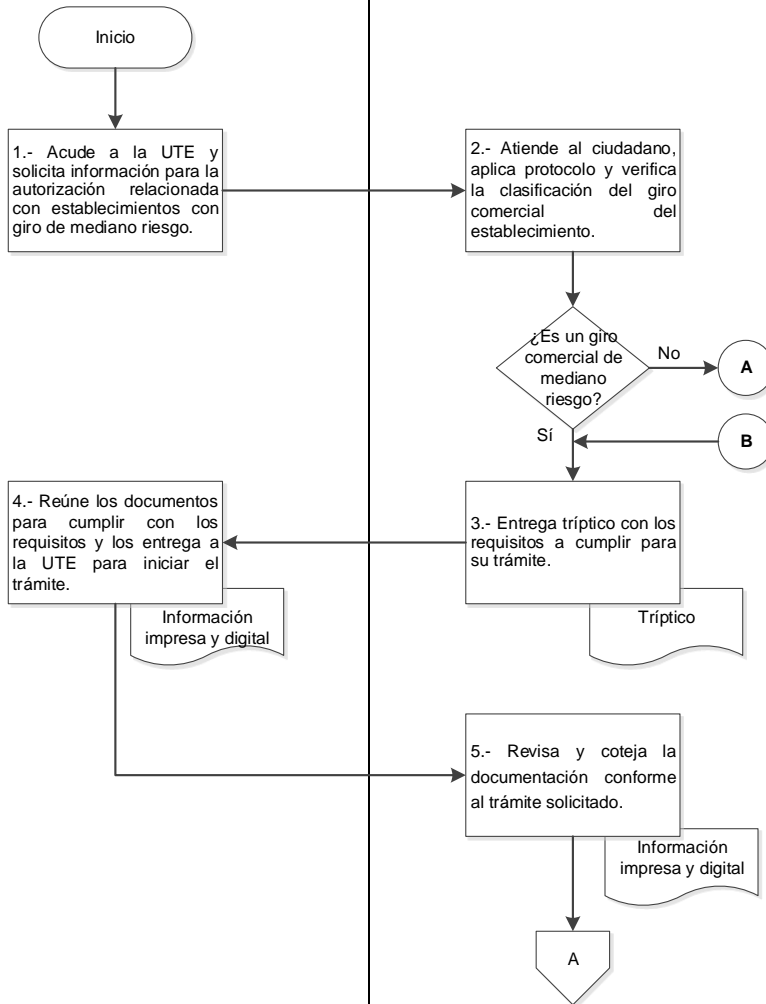 Inicio
1.- Acude a la UTE y
solicita información para la
autorización relacionada
con establecimientos con
giro de mediano riesgo.
2.- Atiende al ciudadano,
aplica protocolo y verifica
la clasificación del giro
comercial del
establecimiento.
¿Es un giro
comercial de
mediano
riesgo?
No
A
Sí
B
3.- Entrega tríptico con los
requisitos a cumplir para
su trámite.
Tríptico
4.- Reúne los documentos
para cumplir con los
requisitos y los entrega a
la UTE para iniciar el
trámite.
Información
impresa y digital
5.- Revisa y coteja la
documentación conforme
al trámite solicitado.
Información
impresa y digital
A